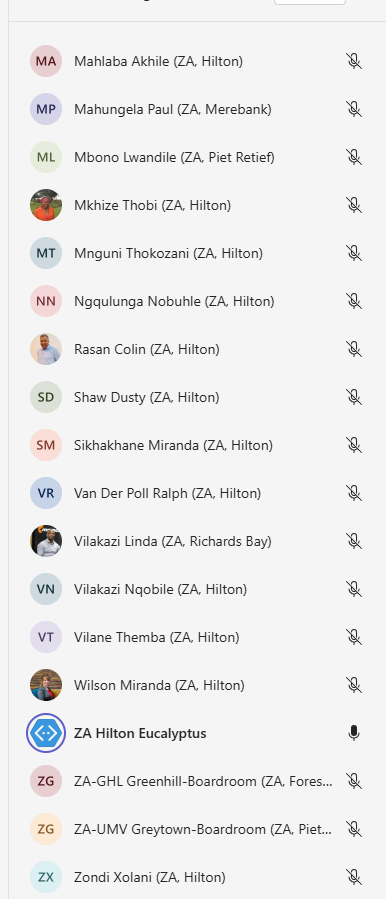 MA Mahlaba Akhile (ZA, Hilton)
MP Mahungela Paul (ZA, Merebank)
ML Mbono Lwandile (ZA, Piet Retief)
Mkhize Thobi (ZA, Hilton)
MT Mnguni Thokozani (ZA, Hilton)
NN Ngqulunga Nobuhle (ZA, Hilton)
Rasan Colin (ZA, Hilton)
SD Shaw Dusty (ZA, Hilton)
SM Sikhakhane Miranda (ZA, Hilton)
VR Van Der Poll Ralph (ZA, Hilton)
Vilakazi Linda (ZA, Richards Bay)
VN Vilakazi Nqobile (ZA, Hilton)
VT Vilane Themba (ZA, Hilton)
Wilson Miranda (ZA, Hilton)
ZA Hilton Eucalyptus
ZG ZA-GHL Greenhill-Boardroom (ZA, Fores...
ZG ZA-UMV Greytown-Boardroom (ZA, Piet...
ZX Zondi Xolani (ZA, Hilton)